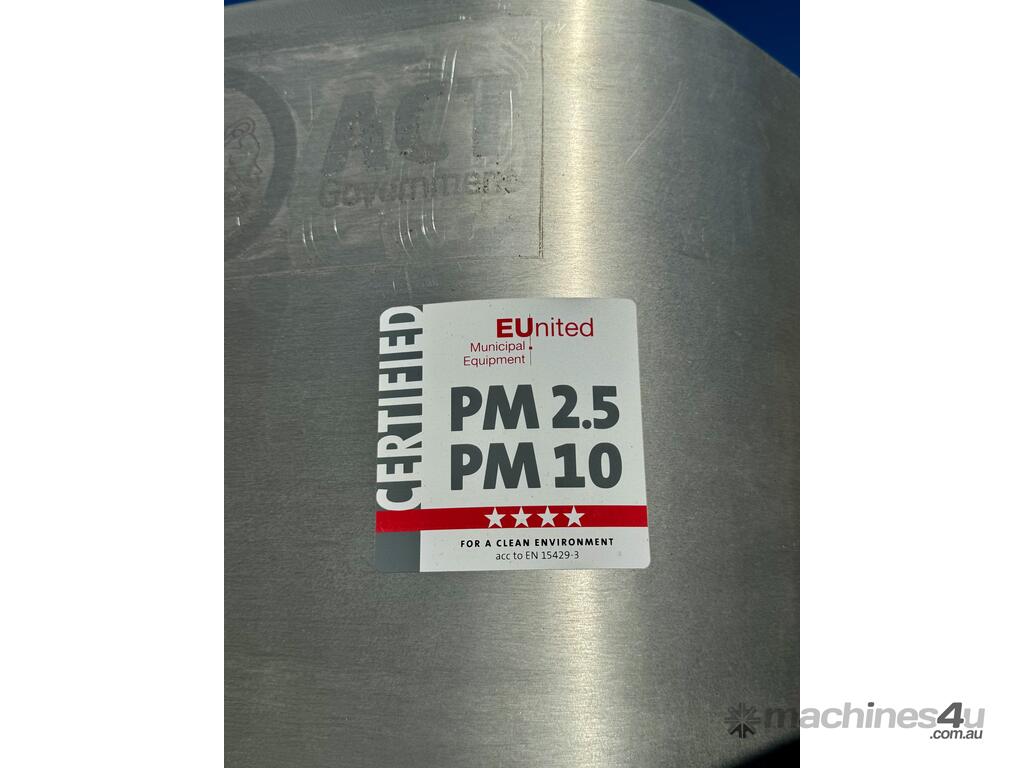 ACT
Government
CERTIFIED
EUnited
Municipal
Equipment
PM 2.5
PM 10
FOR A CLEAN ENVIRONMENT
acc to EN 15429-3
machines4u
.com.au